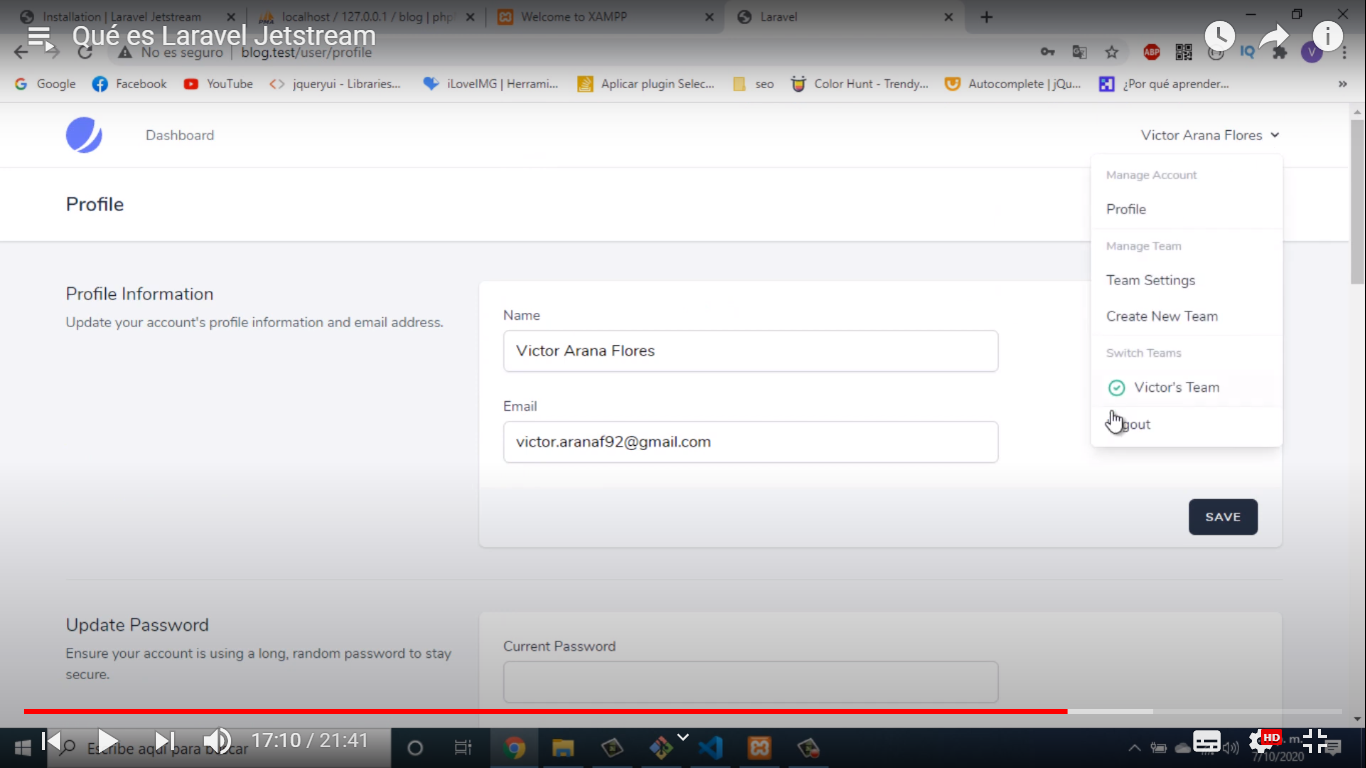 Installation | Laravel Jetstream
localhost / 127.0.0.1 / blog | php
Welcome to XAMPP
Laravel
Qué es Laravel Jetstream
No es seguro | blog.test/user/profile
ABP
IQ
V
Google
Facebook
YouTube
jqueryui - Libraries...
iLoveIMG | Herrami...
Aplicar plugin Selec...
seo
Color Hunt - Trendy...
Autocomplete | jQu...
¿Por qué aprender...
Dashboard
Victor Arana Flores
Manage Account
Profile
Profile
Manage Team
Team Settings
Create New Team
Switch Teams
Victor's Team
Profile Information
Update your account's profile information and email address.
Name
Victor Arana Flores
Email
victor.aranaf92@gmail.com
SAVE
Update Password
Ensure your account is using a long, random password to stay
secure.
Current Password
Escribe aquí para buscar
17:10 / 21:41
HD
7/10/2020